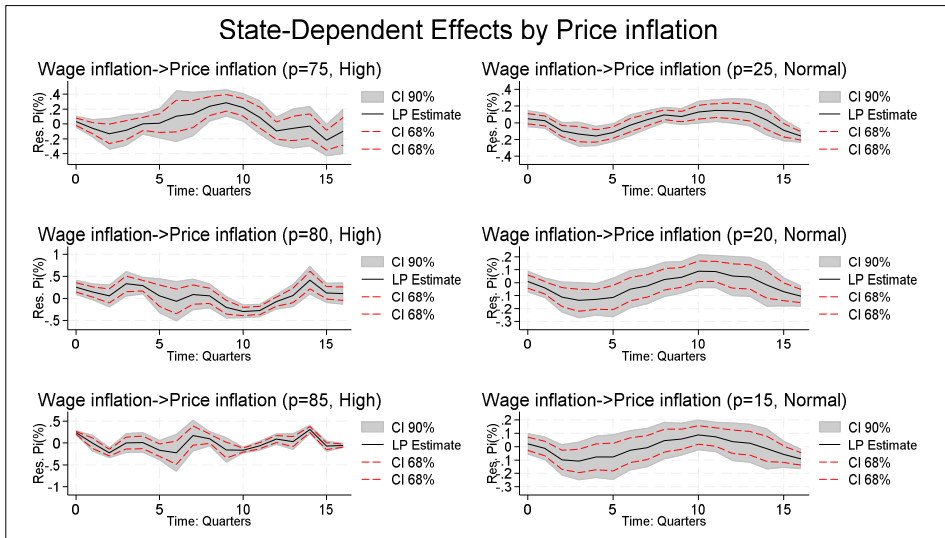 State-Dependent Effects by Price inflation
Wage inflation->Price inflation (p=75, High)
Res. Pi(%)
.4
.2
0
-.2
-.4
0 5 10 15
Time: Quarters
CI 90%
LP Estimate
CI 68%
CI 68%
Wage inflation->Price inflation (p=25, Normal)
Res. Pi(%)
.4
.2
0
-.2
-.4
0 5 10 15
Time: Quarters
CI 90%
LP Estimate
CI 68%
CI 68%
Wage inflation->Price inflation (p=80, High)
Res. Pi(%)
1
.5
0
-.5
0 5 10 15
Time: Quarters
CI 90%
LP Estimate
CI 68%
CI 68%
Wage inflation->Price inflation (p=20, Normal)
Res. Pi(%)
.2
.1
0
-.1
-.2
-.3
0 5 10 15
Time: Quarters
CI 90%
LP Estimate
CI 68%
CI 68%
Wage inflation->Price inflation (p=85, High)
Res. Pi(%)
.5
0
-.5
-1
0 5 10 15
Time: Quarters
CI 90%
LP Estimate
CI 68%
CI 68%
Wage inflation->Price inflation (p=15, Normal)
Res. Pi(%)
.2
.1
0
-.1
-.2
-.3
0 5 10 15
Time: Quarters
CI 90%
LP Estimate
CI 68%
CI 68%